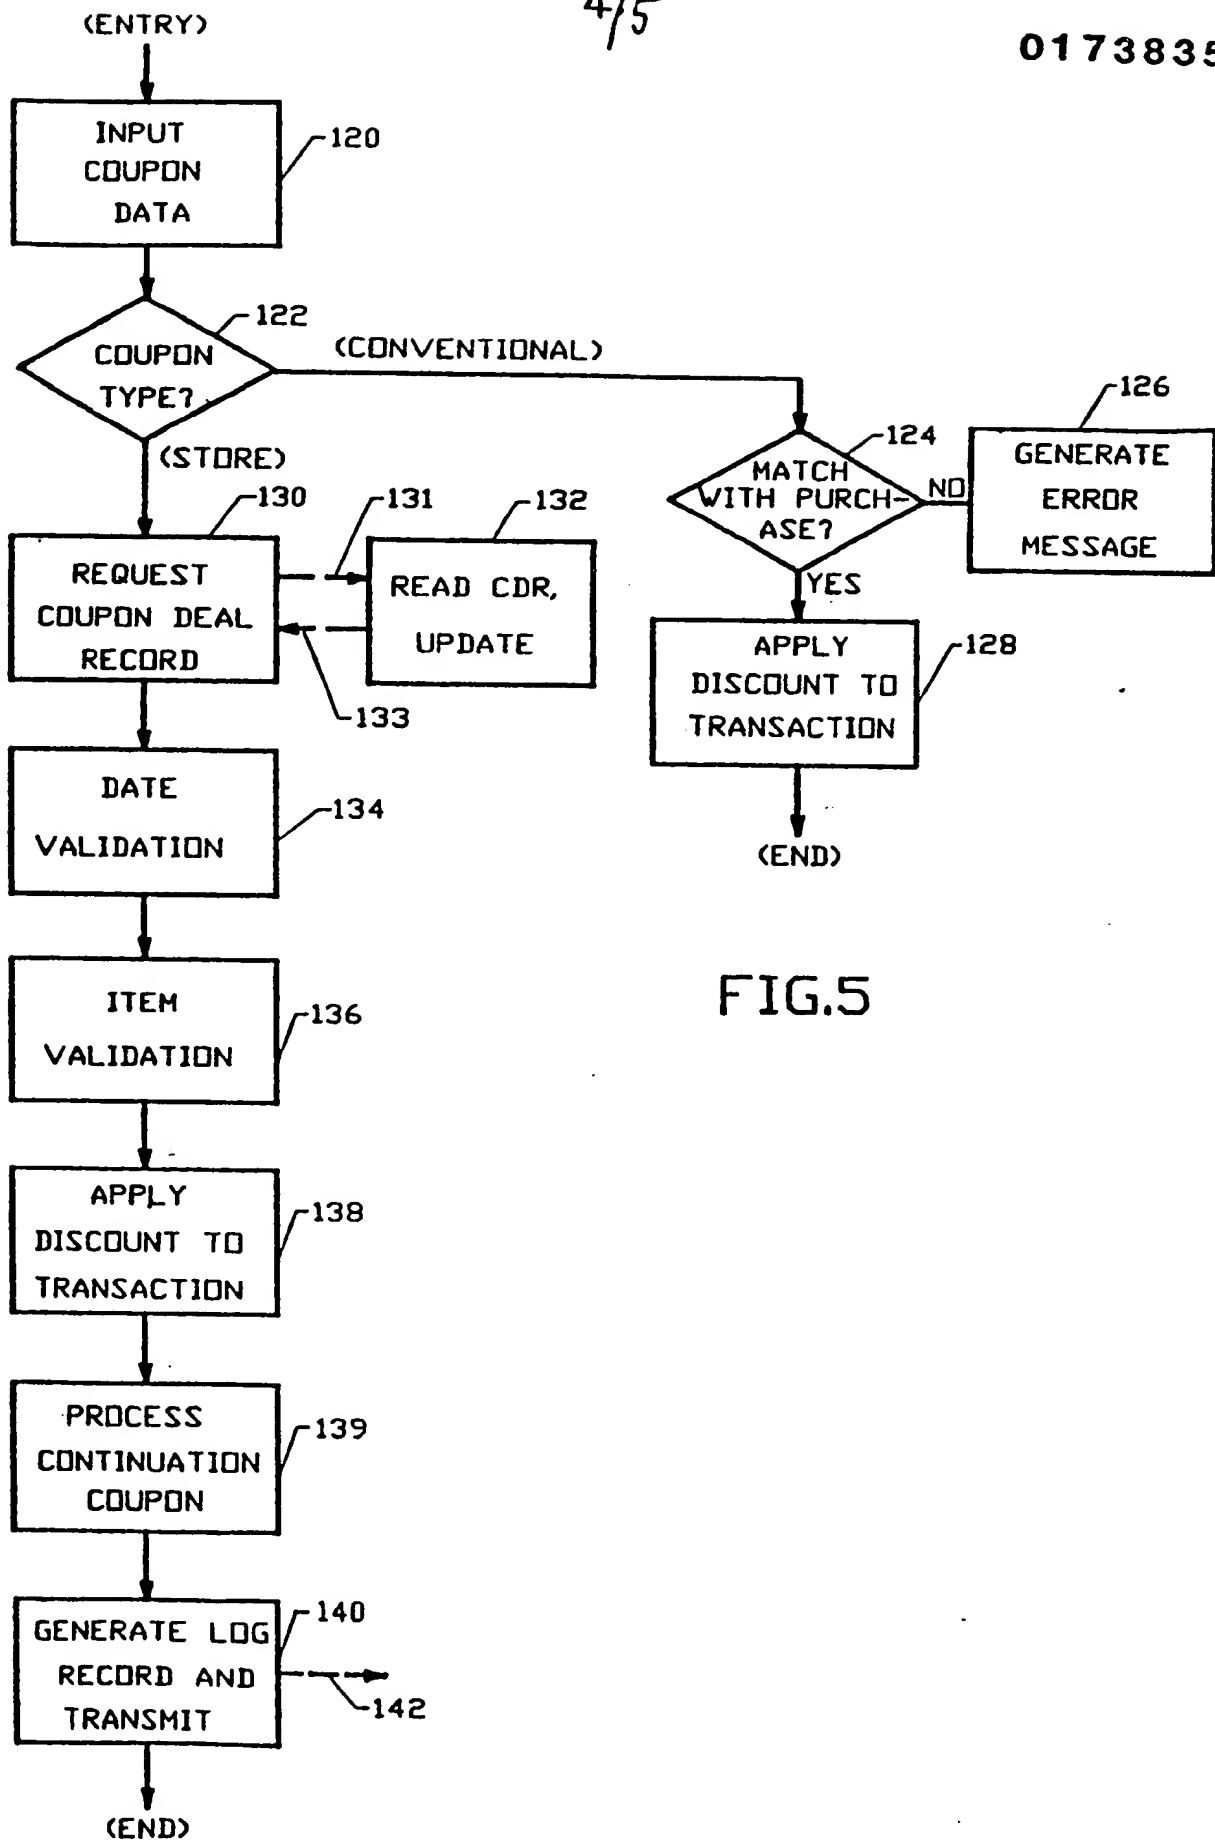 4/5
0173835
(ENTRY)
INPUT
COUPON
DATA
120
COUPON
TYPE?
122
(CONVENTIONAL)
(STORE)
MATCH
WITH PURCH-
ASE?
124
NO
GENERATE
ERROR
MESSAGE
126
YES
APPLY
DISCOUNT TO
TRANSACTION
128
(END)
130
REQUEST
COUPON DEAL
RECORD
131
132
READ CDR,
UPDATE
133
DATE
VALIDATION
134
ITEM
VALIDATION
136
APPLY
DISCOUNT TO
TRANSACTION
138
PROCESS
CONTINUATION
COUPON
139
GENERATE LOG
RECORD AND
TRANSMIT
140
142
(END)
FIG.5